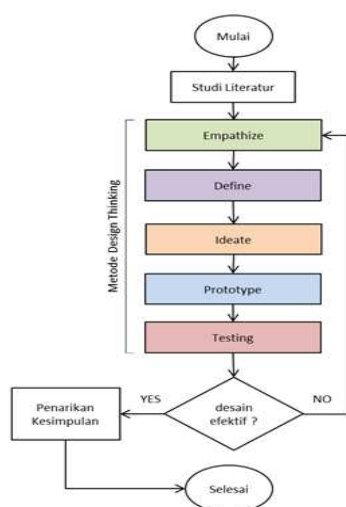 Mulai
Studi Literatur
Metode Design Thinking
Empathize
Define
Ideate
Prototype
Testing
desain
efektif ?
YES
NO
Penarikan
Kesimpulan
Selesai